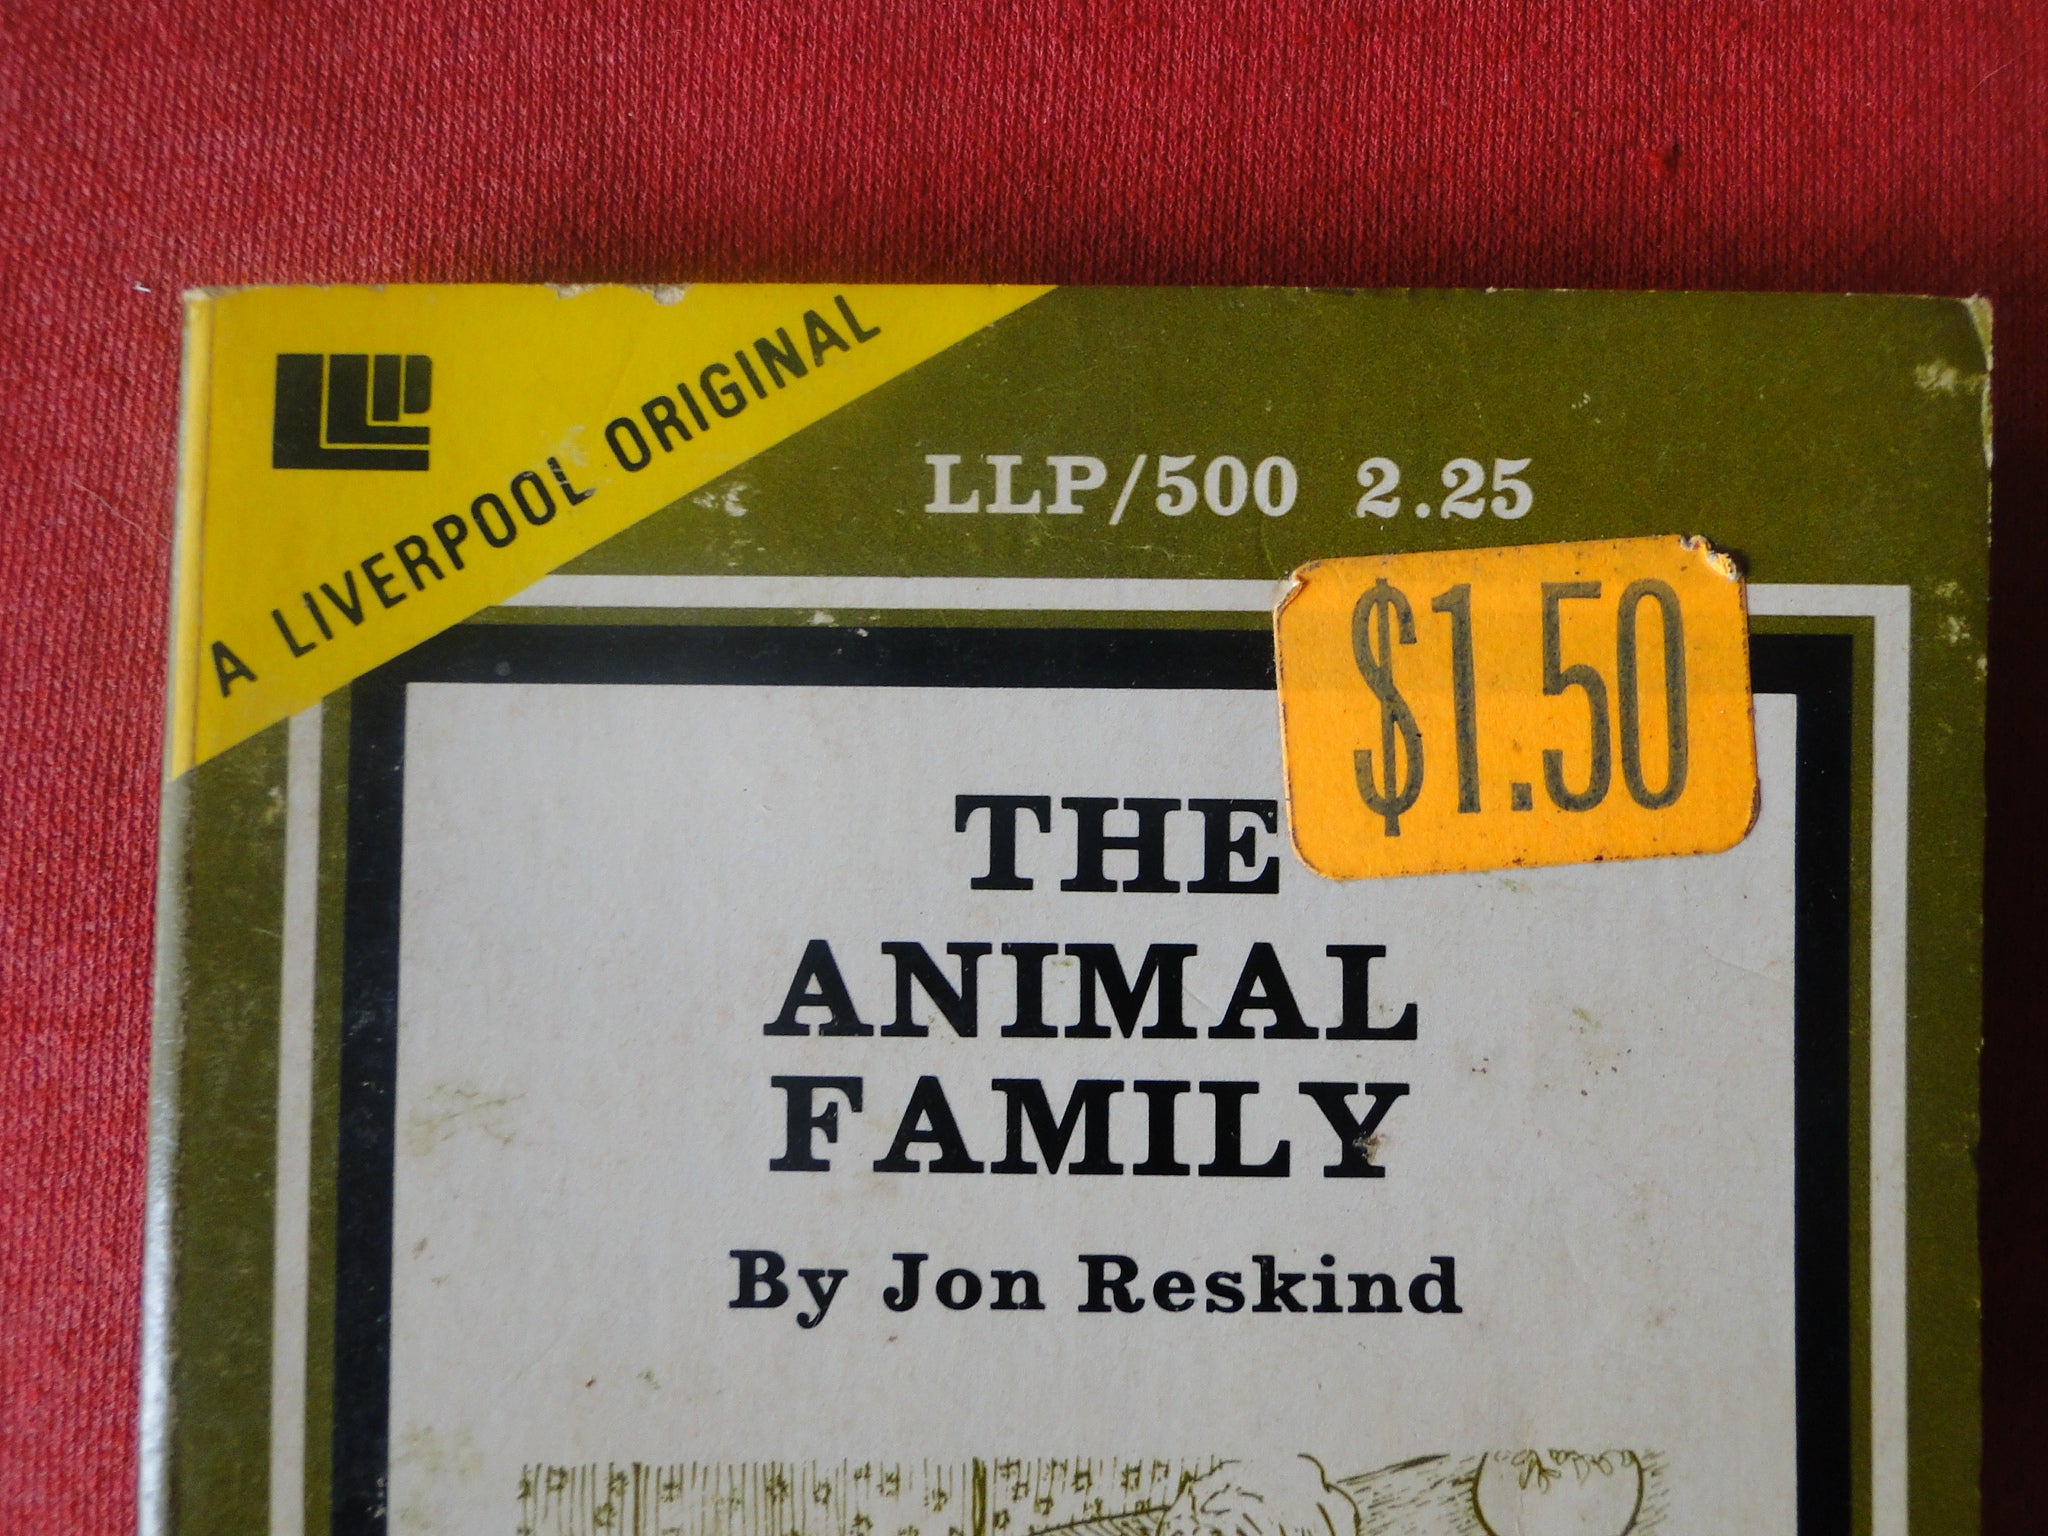 LLP
A LIVERPOOL ORIGINAL
LLP/500 2.25
$1.50
THE
ANIMAL
FAMILY
By Jon Reskind